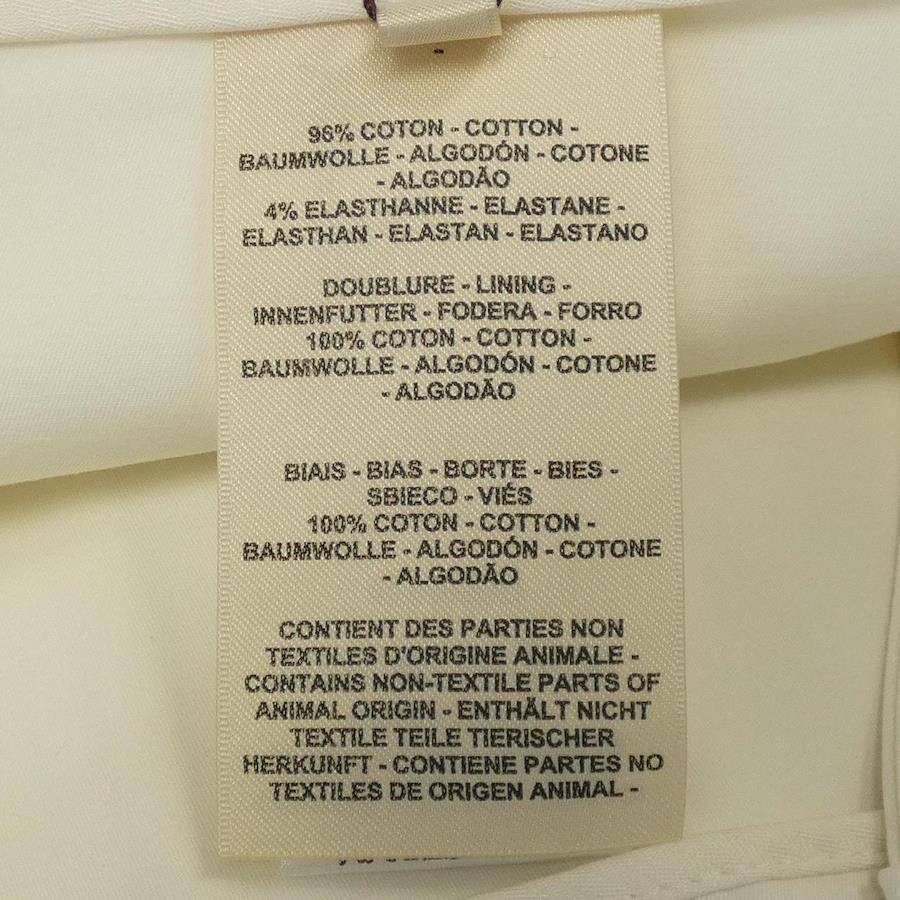 96% COTON - COTTON -
BAUMWOLLE - ALGODÓN - COTONE
- ALGODÃO
4% ELASTHANNE - ELASTANE -
ELASTHAN - ELASTAN - ELASTANO
DOUBLURE - LINING -
INNENFUTTER - FODERA - FORRO
100% COTON - COTTON -
BAUMWOLLE - ALGODÓN - COTONE
- ALGODÃO
BIAIS - BIAS - BORTE - BIES -
SBIECO - VIÉS
100% COTON - COTTON -
BAUMWOLLE - ALGODÓN - COTONE
- ALGODÃO
CONTIENT DES PARTIES NON
TEXTILES D'ORIGINE ANIMALE -
CONTAINS NON-TEXTILE PARTS OF
ANIMAL ORIGIN - ENTHÄLT NICHT
TEXTILE TEILE TIERISCHER
HERKUNFT - CONTIENE PARTES NO
TEXTILES DE ORIGEN ANIMAL -